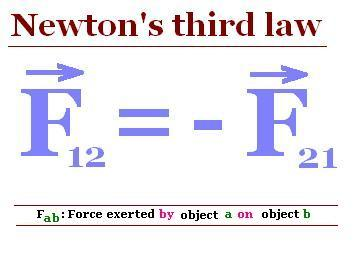 Newton's third law
F12 = - F21
Fab: Force exerted by object a on object b